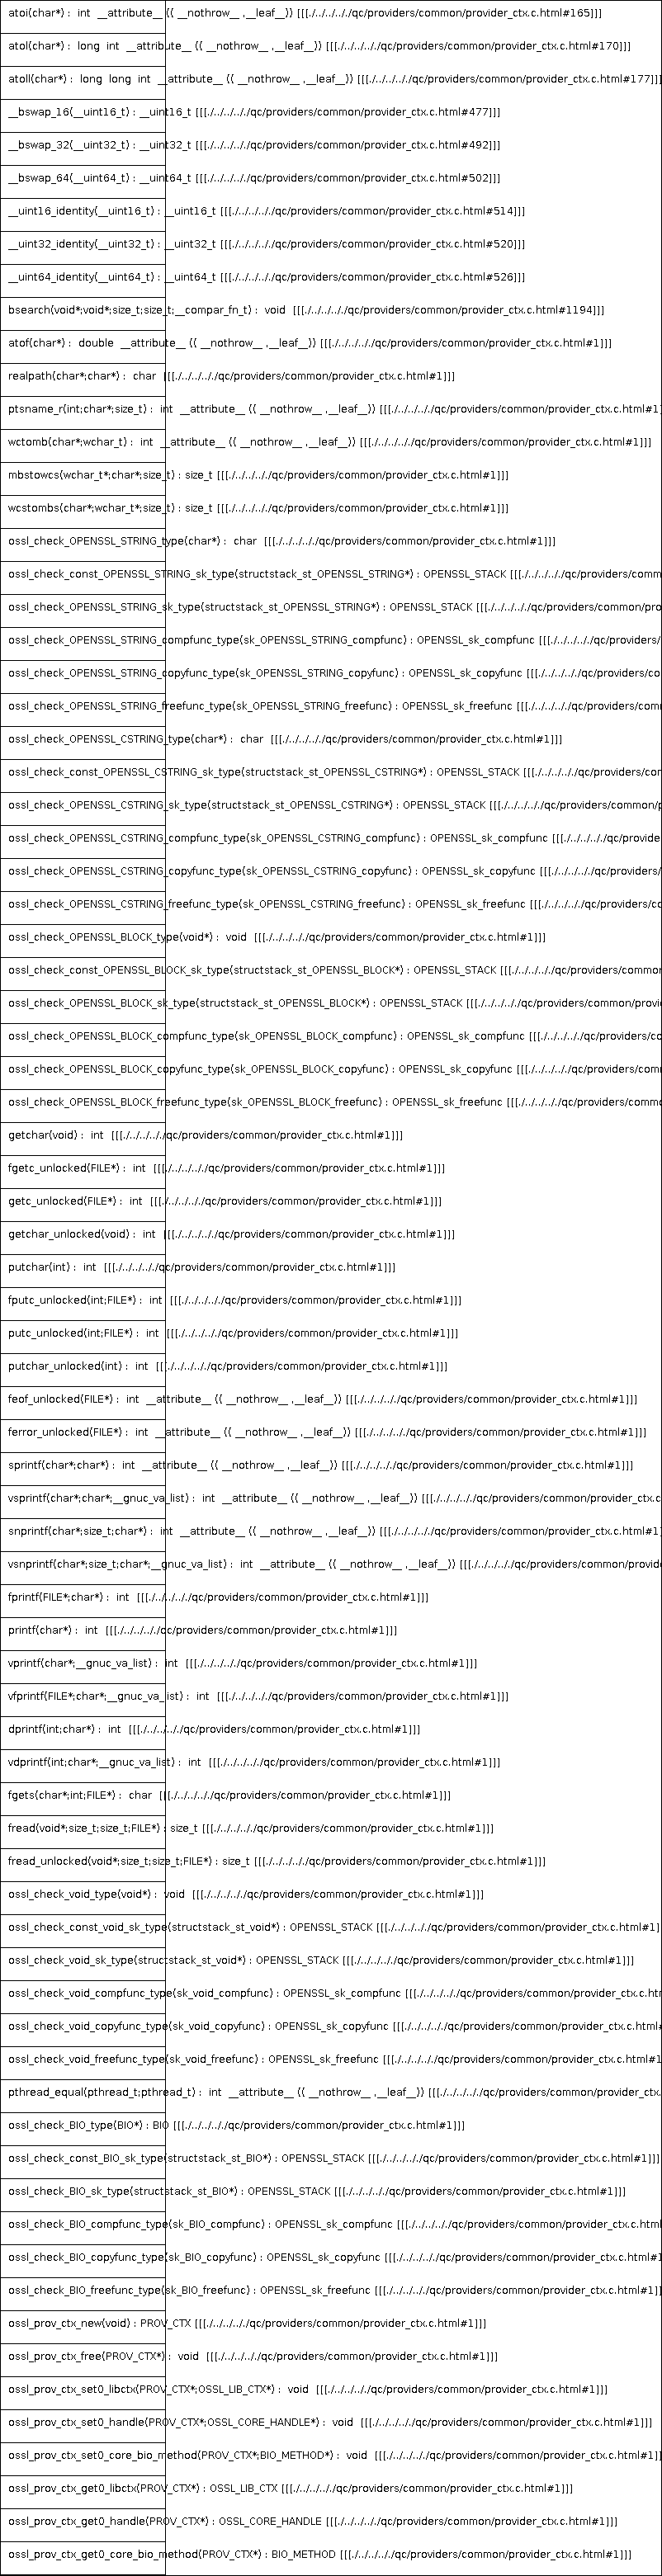 atoi(char*) :  int  __attribute__ (( __nothrow__ ,__leaf__)) [[[./../../../../qc/providers/common/provider_ctx.c.html#165]]]
atol(char*) :  long  int  __attribute__ (( __nothrow__ ,__leaf__)) [[[./../../../../qc/providers/common/provider_ctx.c.html#170]]]
atoll(char*) :  long  long  int  __attribute__ (( __nothrow__ ,__leaf__)) [[[./../../../../qc/providers/common/provider_ctx.c.html#177]]]
__bswap_16(__uint16_t) : __uint16_t [[[./../../../../qc/providers/common/provider_ctx.c.html#477]]]
__bswap_32(__uint32_t) : __uint32_t [[[./../../../../qc/providers/common/provider_ctx.c.html#492]]]
__bswap_64(__uint64_t) : __uint64_t [[[./../../../../qc/providers/common/provider_ctx.c.html#502]]]
__uint16_identity(__uint16_t) : __uint16_t [[[./../../../../qc/providers/common/provider_ctx.c.html#514]]]
__uint32_identity(__uint32_t) : __uint32_t [[[./../../../../qc/providers/common/provider_ctx.c.html#520]]]
__uint64_identity(__uint64_t) : __uint64_t [[[./../../../../qc/providers/common/provider_ctx.c.html#526]]]
bsearch(void*;void*;size_t;size_t;__compar_fn_t) :  void  [[[./../../../../qc/providers/common/provider_ctx.c.html#1194]]]
atof(char*) :  double  __attribute__ (( __nothrow__ ,__leaf__)) [[[./../../../../qc/providers/common/provider_ctx.c.html#1]]]
realpath(char*;char*) :  char  [[[./../../../../qc/providers/common/provider_ctx.c.html#1]]]
ptsname_r(int;char*;size_t) :  int  __attribute__ (( __nothrow__ ,__leaf__)) [[[./../../../../qc/providers/common/provider_ctx.c.html#1]
wctomb(char*;wchar_t) :  int  __attribute__ (( __nothrow__ ,__leaf__)) [[[./../../../../qc/providers/common/provider_ctx.c.html#1]]]
mbstowcs(wchar_t*;char*;size_t) : size_t [[[./../../../../qc/providers/common/provider_ctx.c.html#1]]]
wcstombs(char*;wchar_t*;size_t) : size_t [[[./../../../../qc/providers/common/provider_ctx.c.html#1]]]
ossl_check_OPENSSL_STRING_type(char*) :  char  [[[./../../../../qc/providers/common/provider_ctx.c.html#1]]]
ossl_check_const_OPENSSL_STRING_sk_type(structstack_st_OPENSSL_STRING*) : OPENSSL_STACK [[[./../../../../qc/providers/comm
ossl_check_OPENSSL_STRING_sk_type(structstack_st_OPENSSL_STRING*) : OPENSSL_STACK [[[./../../../../qc/providers/common/pro
ossl_check_OPENSSL_STRING_compfunc_type(sk_OPENSSL_STRING_compfunc) : OPENSSL_sk_compfunc [[[./../../../../qc/providers/
ossl_check_OPENSSL_STRING_copyfunc_type(sk_OPENSSL_STRING_copyfunc) : OPENSSL_sk_copyfunc [[[./../../../../qc/providers/co
ossl_check_OPENSSL_STRING_freefunc_type(sk_OPENSSL_STRING_freefunc) : OPENSSL_sk_freefunc [[[./../../../../qc/providers/com
ossl_check_OPENSSL_CSTRING_type(char*) :  char  [[[./../../../../qc/providers/common/provider_ctx.c.html#1]]]
ossl_check_const_OPENSSL_CSTRING_sk_type(structstack_st_OPENSSL_CSTRING*) : OPENSSL_STACK [[[./../../../../qc/providers/cor
ossl_check_OPENSSL_CSTRING_sk_type(structstack_st_OPENSSL_CSTRING*) : OPENSSL_STACK [[[./../../../../qc/providers/common/p
ossl_check_OPENSSL_CSTRING_compfunc_type(sk_OPENSSL_CSTRING_compfunc) : OPENSSL_sk_compfunc [[[./../../../../qc/provide
ossl_check_OPENSSL_CSTRING_copyfunc_type(sk_OPENSSL_CSTRING_copyfunc) : OPENSSL_sk_copyfunc [[[./../../../../qc/providers/
ossl_check_OPENSSL_CSTRING_freefunc_type(sk_OPENSSL_CSTRING_freefunc) : OPENSSL_sk_freefunc [[[./../../../../qc/providers/co
ossl_check_OPENSSL_BLOCK_type(void*) :  void  [[[./../../../../qc/providers/common/provider_ctx.c.html#1]]]
ossl_check_const_OPENSSL_BLOCK_sk_type(structstack_st_OPENSSL_BLOCK*) : OPENSSL_STACK [[[./../../../../qc/providers/common
ossl_check_OPENSSL_BLOCK_sk_type(structstack_st_OPENSSL_BLOCK*) : OPENSSL_STACK [[[./../../../../qc/providers/common/provi
ossl_check_OPENSSL_BLOCK_compfunc_type(sk_OPENSSL_BLOCK_compfunc) : OPENSSL_sk_compfunc [[[./../../../../qc/providers/co
ossl_check_OPENSSL_BLOCK_copyfunc_type(sk_OPENSSL_BLOCK_copyfunc) : OPENSSL_sk_copyfunc [[[./../../../../qc/providers/com
ossl_check_OPENSSL_BLOCK_freefunc_type(sk_OPENSSL_BLOCK_freefunc) : OPENSSL_sk_freefunc [[[./../../../../qc/providers/commo
getchar(void) :  int  [[[./../../../../qc/providers/common/provider_ctx.c.html#1]]]
fgetc_unlocked(FILE*) :  int  [[[./../../../../qc/providers/common/provider_ctx.c.html#1]]]
getc_unlocked(FILE*) :  int  [[[./../../../../qc/providers/common/provider_ctx.c.html#1]]]
getchar_unlocked(void) :  int  [[[./../../../../qc/providers/common/provider_ctx.c.html#1]]]
putchar(int) :  int  [[[./../../../../qc/providers/common/provider_ctx.c.html#1]]]
fputc_unlocked(int;FILE*) :  int  [[[./../../../../qc/providers/common/provider_ctx.c.html#1]]]
putc_unlocked(int;FILE*) :  int  [[[./../../../../qc/providers/common/provider_ctx.c.html#1]]]
putchar_unlocked(int) :  int  [[[./../../../../qc/providers/common/provider_ctx.c.html#1]]]
feof_unlocked(FILE*) :  int  __attribute__ (( __nothrow__ ,__leaf__)) [[[./../../../../qc/providers/common/provider_ctx.c.html#1]]]
ferror_unlocked(FILE*) :  int  __attribute__ (( __nothrow__ ,__leaf__)) [[[./../../../../qc/providers/common/provider_ctx.c.html#1]]]
sprintf(char*;char*) :  int  __attribute__ (( __nothrow__ ,__leaf__)) [[[./../../../../qc/providers/common/provider_ctx.c.html#1]]]
vsprintf(char*;char*;__gnuc_va_list) :  int  __attribute__ (( __nothrow__ ,__leaf__)) [[[./../../../../qc/providers/common/provider_ctx.c
snprintf(char*;size_t;char*) :  int  __attribute__ (( __nothrow__ ,__leaf__)) [[[./../../../../qc/providers/common/provider_ctx.c.html#1]
vsnprintf(char*;size_t;char*;__gnuc_va_list) :  int  __attribute__ (( __nothrow__ ,__leaf__)) [[[./../../../../qc/providers/common/provide
fprintf(FILE*;char*) :  int  [[[./../../../../qc/providers/common/provider_ctx.c.html#1]]]
printf(char*) :  int  [[[./../../../../qc/providers/common/provider_ctx.c.html#1]]]
vprintf(char*;__gnuc_va_list) :  int  [[[./../../../../qc/providers/common/provider_ctx.c.html#1]]]
vfprintf(FILE*;char*;__gnuc_va_list) :  int  [[[./../../../../qc/providers/common/provider_ctx.c.html#1]]]
dprintf(int;char*) :  int  [[[./../../../../qc/providers/common/provider_ctx.c.html#1]]]
vdprintf(int;char*;__gnuc_va_list) :  int  [[[./../../../../qc/providers/common/provider_ctx.c.html#1]]]
fgets(char*;int;FILE*) :  char  [[[./../../../../qc/providers/common/provider_ctx.c.html#1]]]
fread(void*;size_t;size_t;FILE*) : size_t [[[./../../../../qc/providers/common/provider_ctx.c.html#1]]]
fread_unlocked(void*;size_t;size_t;FILE*) : size_t [[[./../../../../qc/providers/common/provider_ctx.c.html#1]]]
ossl_check_void_type(void*) :  void  [[[./../../../../qc/providers/common/provider_ctx.c.html#1]]]
ossl_check_const_void_sk_type(structstack_st_void*) : OPENSSL_STACK [[[./../../../../qc/providers/common/provider_ctx.c.html#1]
ossl_check_void_sk_type(structstack_st_void*) : OPENSSL_STACK [[[./../../../../qc/providers/common/provider_ctx.c.html#1]]]
ossl_check_void_compfunc_type(sk_void_compfunc) : OPENSSL_sk_compfunc [[[./../../../../qc/providers/common/provider_ctx.c.htr
ossl_check_void_copyfunc_type(sk_void_copyfunc) : OPENSSL_sk_copyfunc [[[./../../../../qc/providers/common/provider_ctx.c.html#
ossl_check_void_freefunc_type(sk_void_freefunc) : OPENSSL_sk_freefunc [[[./../../../../qc/providers/common/provider_ctx.c.html#1
pthread_equal(pthread_t;pthread_t) :  int  __attribute__ (( __nothrow__ ,__leaf__)) [[[./../../../../qc/providers/common/provider_ctx.
ossl_check_BIO_type(BIO*) : BIO [[[./../../../../qc/providers/common/provider_ctx.c.html#1]]]
ossl_check_const_BIO_sk_type(structstack_st_BIO*) : OPENSSL_STACK [[[./../../../../qc/providers/common/provider_ctx.c.html#1]]]
ossl_check_BIO_sk_type(structstack_st_BIO*) : OPENSSL_STACK [[[./../../../../qc/providers/common/provider_ctx.c.html#1]]]
ossl_check_BIO_compfunc_type(sk_BIO_compfunc) : OPENSSL_sk_compfunc [[[./../../../../qc/providers/common/provider_ctx.c.html
ossl_check_BIO_copyfunc_type(sk_BIO_copyfunc) : OPENSSL_sk_copyfunc [[[./../../../../qc/providers/common/provider_ctx.c.html#1
ossl_check_BIO_freefunc_type(sk_BIO_freefunc) : OPENSSL_sk_freefunc [[[./../../../../qc/providers/common/provider_ctx.c.html#1]]
ossl_prov_ctx_new(void) : PROV_CTX [[[./../../../../qc/providers/common/provider_ctx.c.html#1]]]
ossl_prov_ctx_free(PROV_CTX*) :  void  [[[./../../../../qc/providers/common/provider_ctx.c.html#1]]]
ossl_prov_ctx_set0_libctx(PROV_CTX*;OSSL_LIB_CTX*) :  void  [[[./../../../../qc/providers/common/provider_ctx.c.html#1]]]
ossl_prov_ctx_set0_handle(PROV_CTX*;OSSL_CORE_HANDLE*) :  void  [[[./../../../../qc/providers/common/provider_ctx.c.html#1]]]
ossl_prov_ctx_set0_core_bio_method(PROV_CTX*;BIO_METHOD*) :  void  [[[./../../../../qc/providers/common/provider_ctx.c.html#1]]
ossl_prov_ctx_get0_libctx(PROV_CTX*) : OSSL_LIB_CTX [[[./../../../../qc/providers/common/provider_ctx.c.html#1]]]
ossl_prov_ctx_get0_handle(PROV_CTX*) : OSSL_CORE_HANDLE [[[./../../../../qc/providers/common/provider_ctx.c.html#1]]]
ossl_prov_ctx_get0_core_bio_method(PROV_CTX*) : BIO_METHOD [[[./../../../../qc/providers/common/provider_ctx.c.html#1]]]